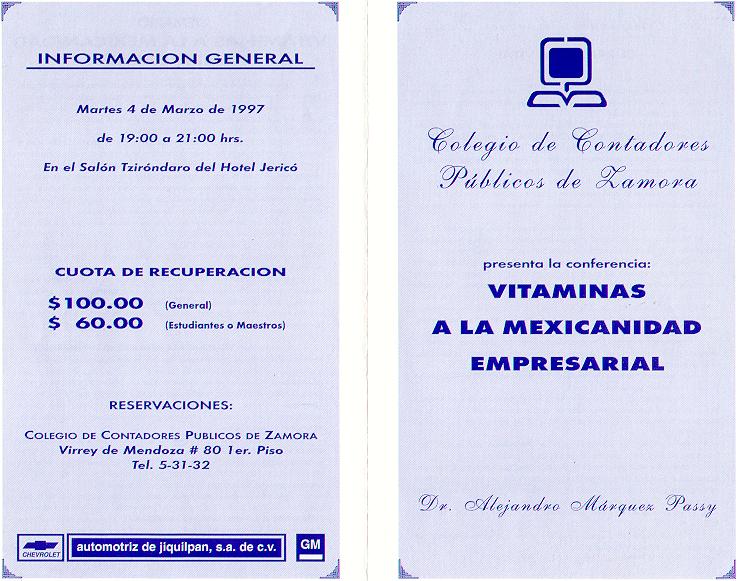 INFORMACION GENERAL
Martes 4 de Marzo de 1997
de 19:00 a 21:00 hrs.
En el Salón Tziróndaro del Hotel Jericó
CUOTA DE RECUPERACION
$100.00 (General)
$ 60.00 (Estudiantes o Maestros)
RESERVACIONES:
COLEGIO DE CONTADORES PUBLICOS DE ZAMORA
Virrey de Mendoza # 80 1er. Piso
Tel. 5-31-32
CHEVROLET
automotriz de jiquilpan, s.a. de c.v.
GM
Colegio de Contadores
Públicos de Zamora
presenta la conferencia:
VITAMINAS
A LA MEXICANIDAD
EMPRESARIAL
Dr. Alejandro Márquez Passy